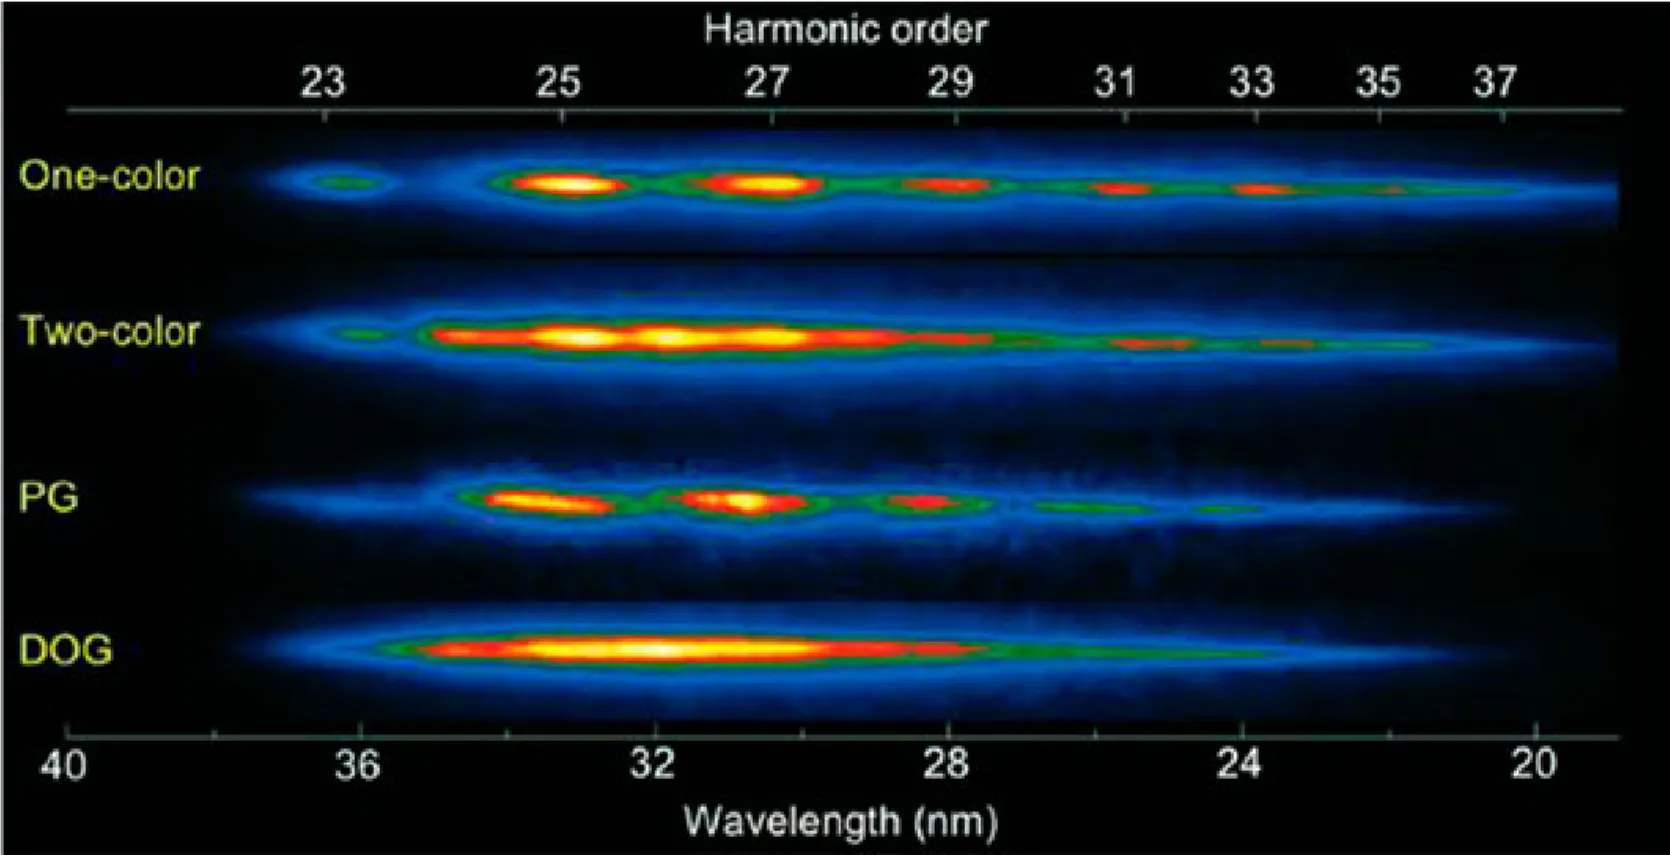 Harmonic order
23 25 27 29 31 33 35 37
One-color
Two-color
PG
DOG
40 36 32 28 24 20
Wavelength (nm)